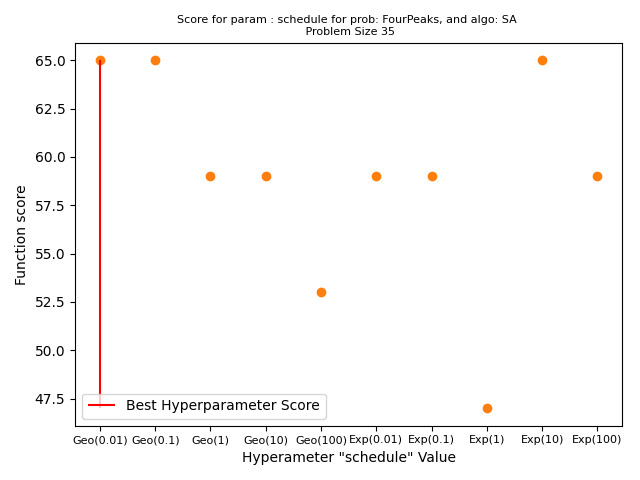 Score for param : schedule for prob: FourPeaks, and algo: SA
Problem Size 35
Function score
65.0
62.5
60.0
57.5
55.0
52.5
50.0
47.5
Best Hyperparameter Score
Geo(0.01) Geo(0.1) Geo(1) Geo(10) Geo(100) Exp(0.01) Exp(0.1) Exp(1) Exp(10) Exp(100)
Hyperameter "schedule" Value